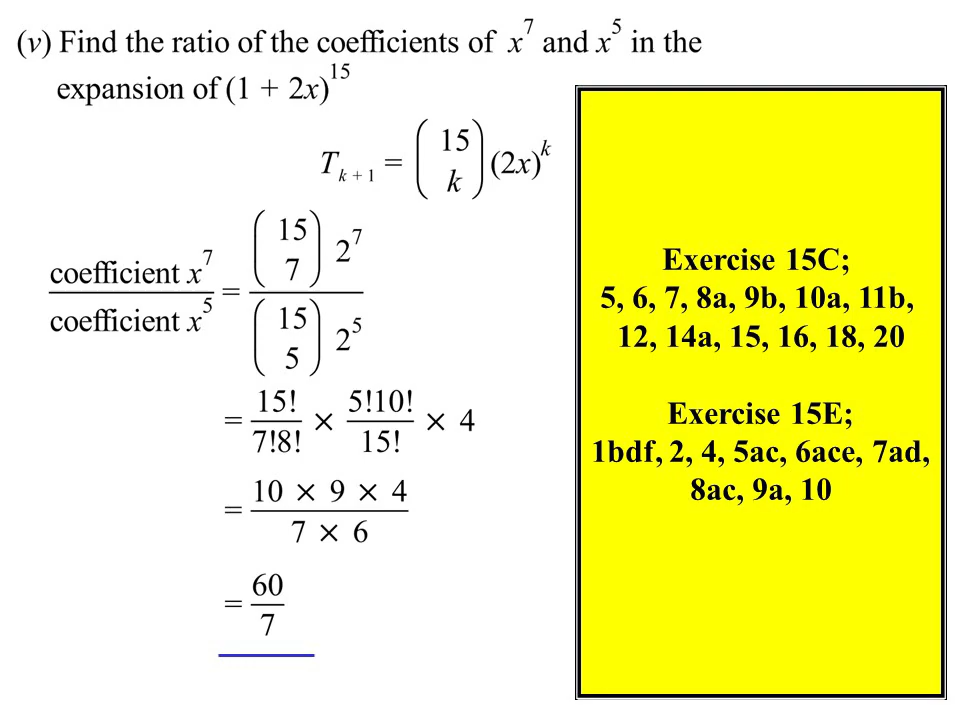 (v) Find the ratio of the coefficients of x^7 and x^5 in the
expansion of (1 + 2x)^15
T_{k + 1} = (15 k) (2x)^k
coefficient x^7 / coefficient x^5 = (15 7) 2^7 / (15 5) 2^5
= 15!/7!8! × 5!10!/15! × 4
= 10 × 9 × 4 / 7 × 6
= 60/7
Exercise 15C;
5, 6, 7, 8a, 9b, 10a, 11b,
12, 14a, 15, 16, 18, 20
Exercise 15E;
1bdf, 2, 4, 5ac, 6ace, 7ad,
8ac, 9a, 10